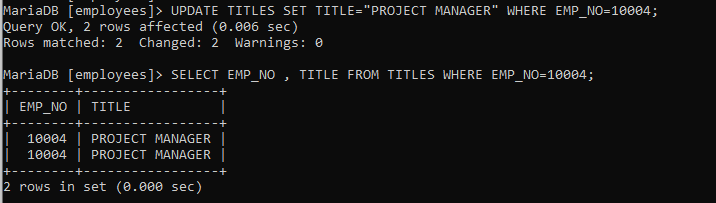 MariaDB [employees]> UPDATE TITLES SET TITLE="PROJECT MANAGER" WHERE EMP_NO=10004;
Query OK, 2 rows affected (0.006 sec)
Rows matched: 2  Changed: 2  Warnings: 0

MariaDB [employees]> SELECT EMP_NO , TITLE FROM TITLES WHERE EMP_NO=10004;
+--------+-----------------+
| EMP_NO | TITLE           |
+--------+-----------------+
|  10004 | PROJECT MANAGER |
|  10004 | PROJECT MANAGER |
+--------+-----------------+
2 rows in set (0.000 sec)